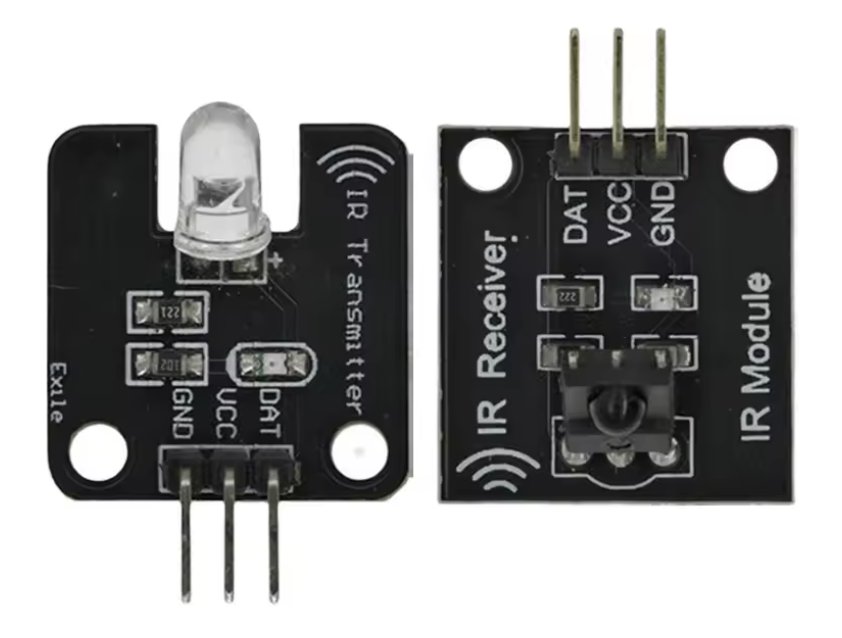 IR Transmitter
+
221
102
Exile
GND
VCC
DAT
DAT
VCC
GND
222
IR Receiver
IR Module